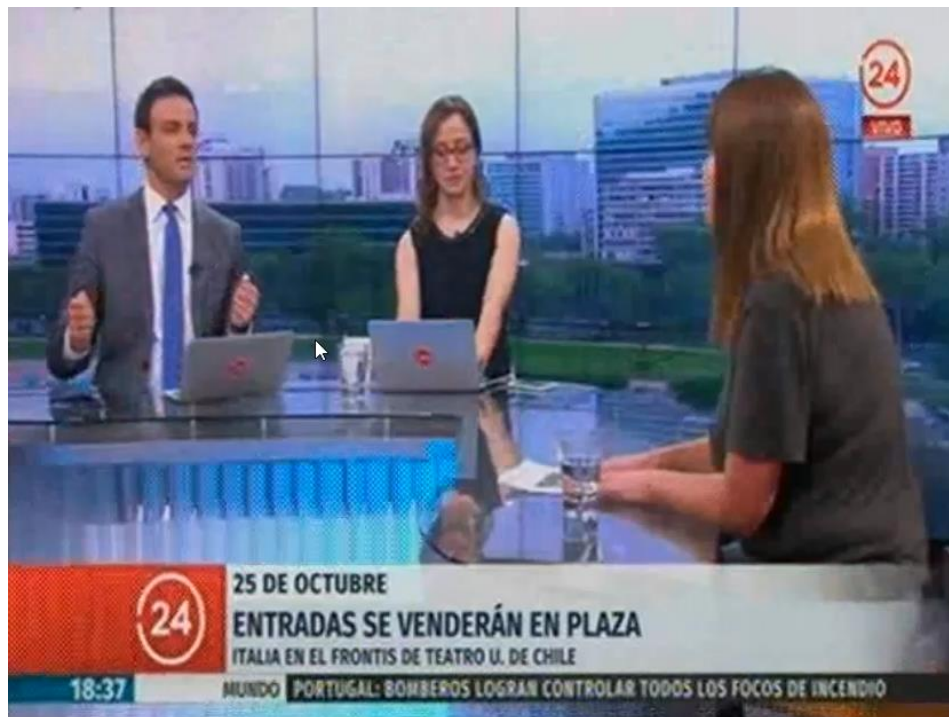 24
VIVO
25 DE OCTUBRE
24
ENTRADAS SE VENDERÁN EN PLAZA
ITALIA EN EL FRONTIS DE TEATRO U. DE CHILE
18:37 MUNDO PORTUGAL: BOMBEROS LOGRAN CONTROLAR TODOS LOS FOCOS DE INCENDIO